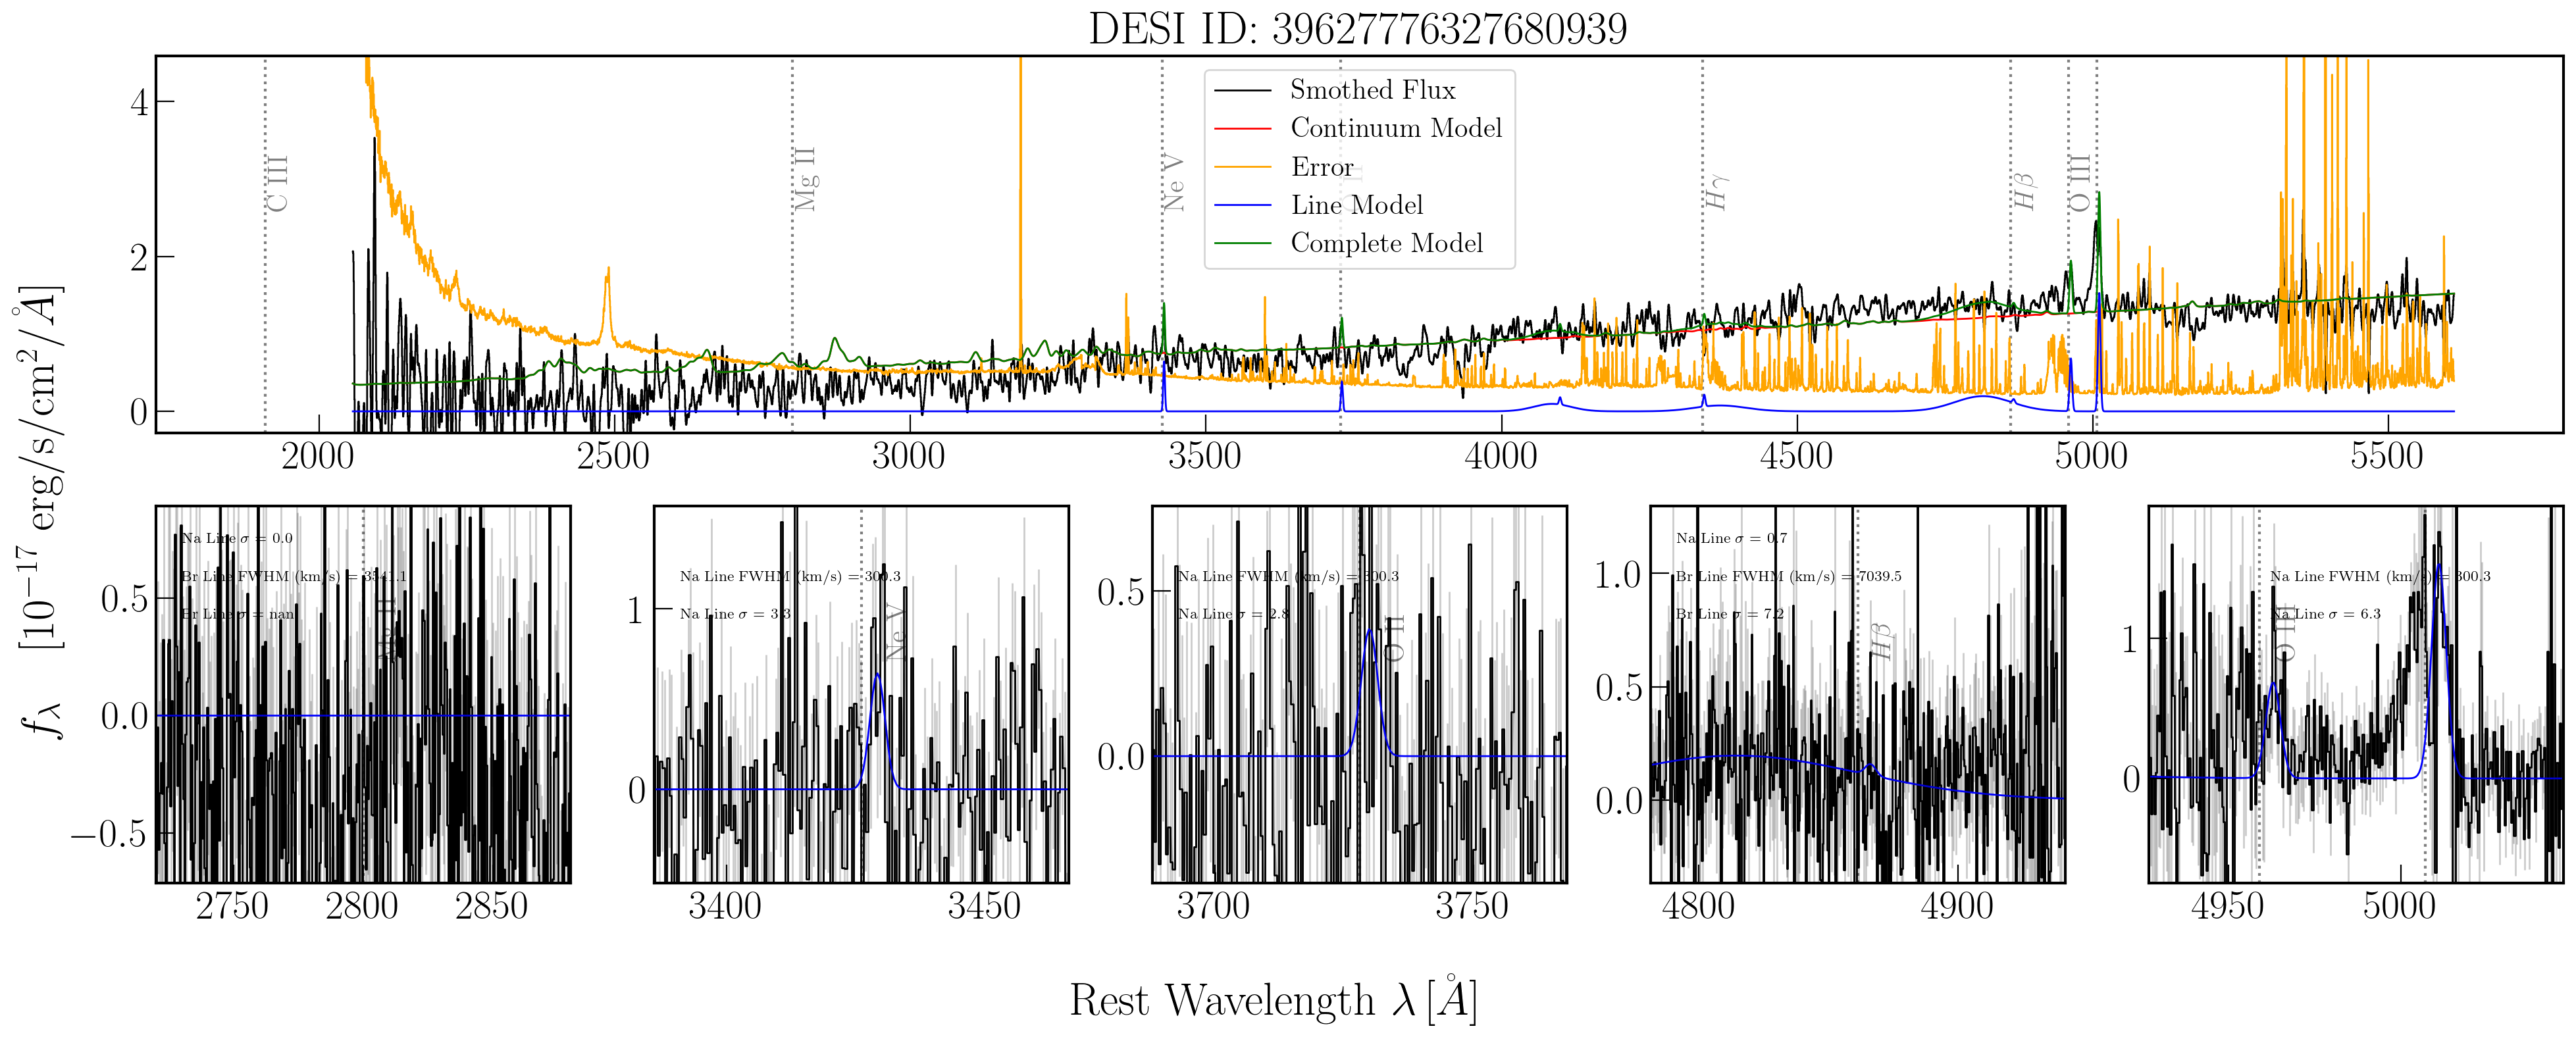 DESI ID: 39627776327680939
Smothed Flux
Continuum Model
Error
Line Model
Complete Model
C III
Mg II
Ne V
Hγ
Hβ
O III
4
2
0
2000 2500 3000 3500 4000 4500 5000 5500
f_λ [10^{-17} erg/s/cm^2/Å]
Na Line σ = 0.0
Br Line FWHM (km/s) = 3541.1
Br Line σ = nan
Mg II
0.5
0.0
−0.5
2750 2800 2850
Na Line FWHM (km/s) = 300.3
Na Line σ = 3.3
Ne V
1
0
3400 3450
Na Line FWHM (km/s) = 300.3
Na Line σ = 2.8
O II
0.5
0.0
3700 3750
Na Line σ = 0.7
Br Line FWHM (km/s) = 7039.5
Br Line σ = 7.2
Hβ
1.0
0.5
0.0
4800 4900
Na Line FWHM (km/s) = 300.3
Na Line σ = 6.3
O III
1
0
4950 5000
Rest Wavelength λ [Å]